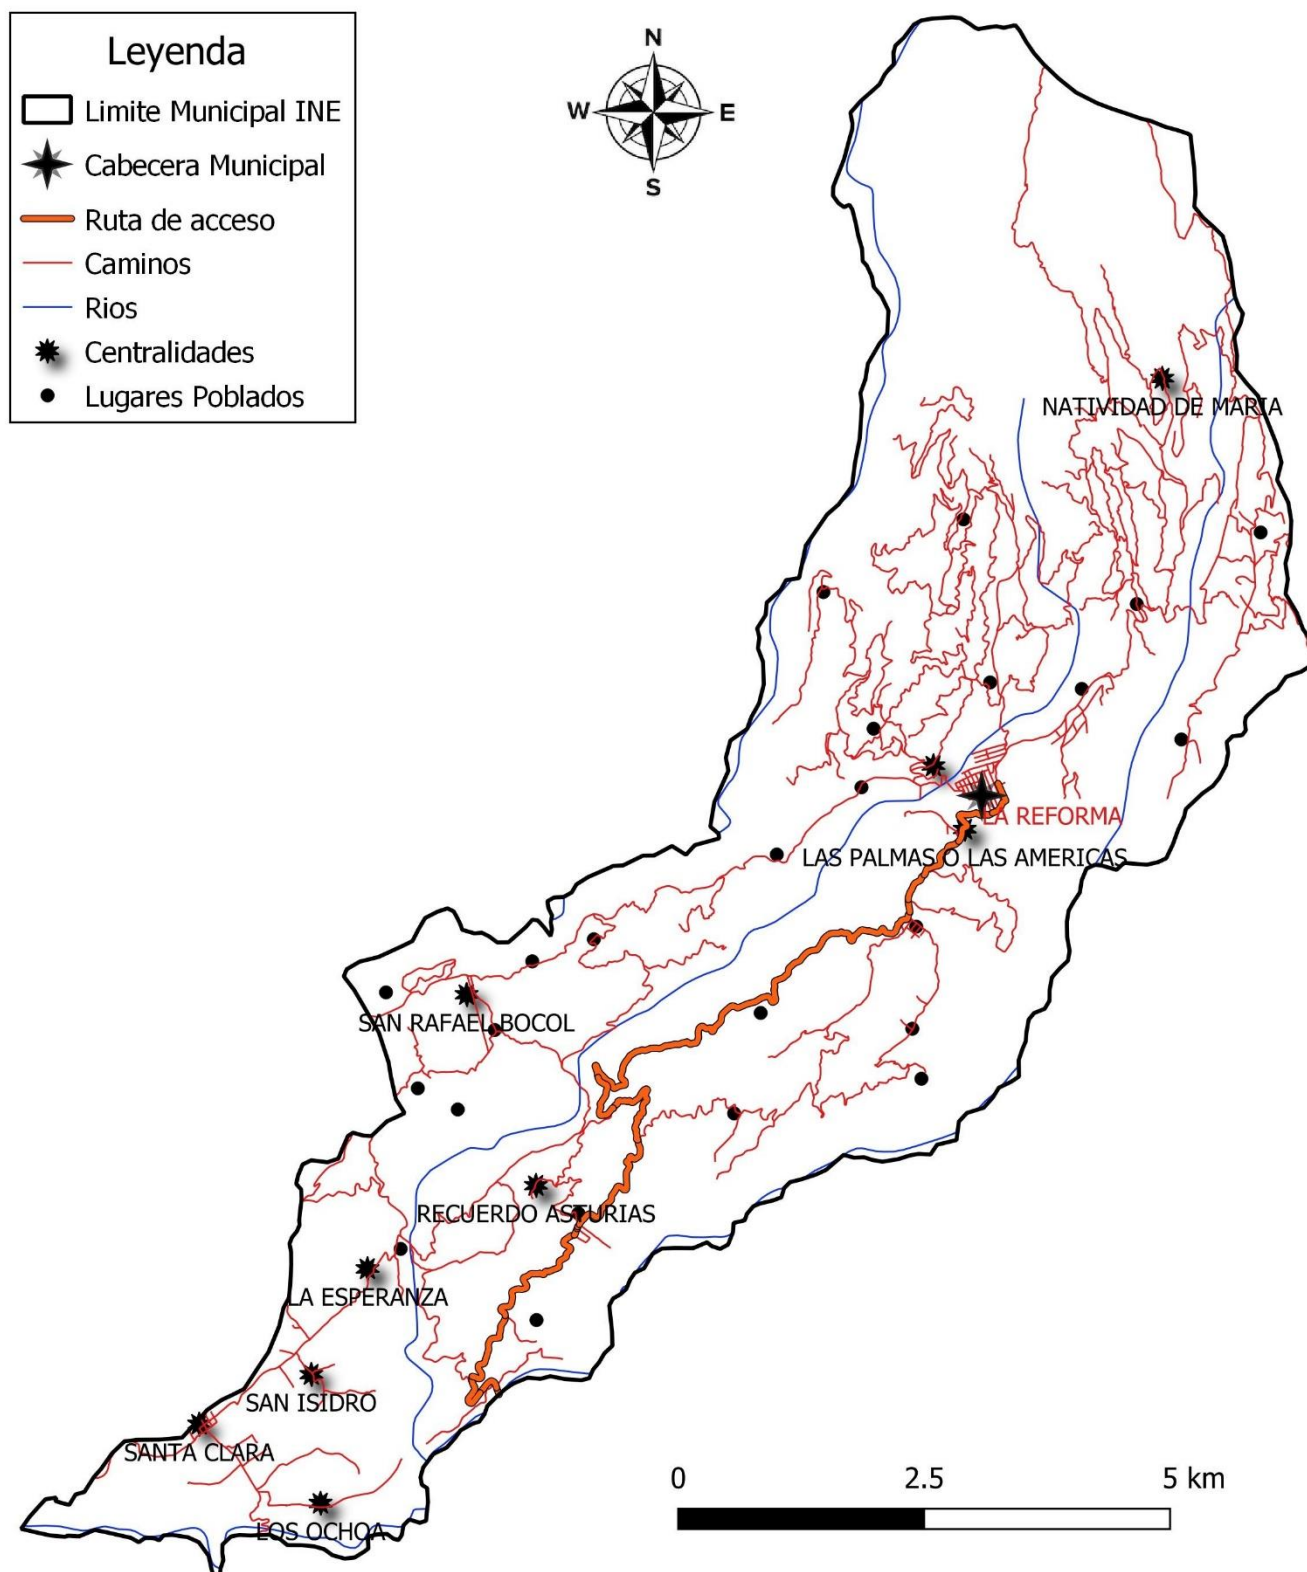 Leyenda
Limite Municipal INE
Cabecera Municipal
Ruta de acceso
Caminos
Rios
Centralidades
Lugares Poblados
N
W E
S
NATIVIDAD DE MARIA
LA REFORMA
LAS PALMAS O LAS AMERICAS
SAN RAFAEL BOCOL
RECUERDO ASTURIAS
LA ESPERANZA
SAN ISIDRO
SANTA CLARA
LOS OCHOA
0 2.5 5 km